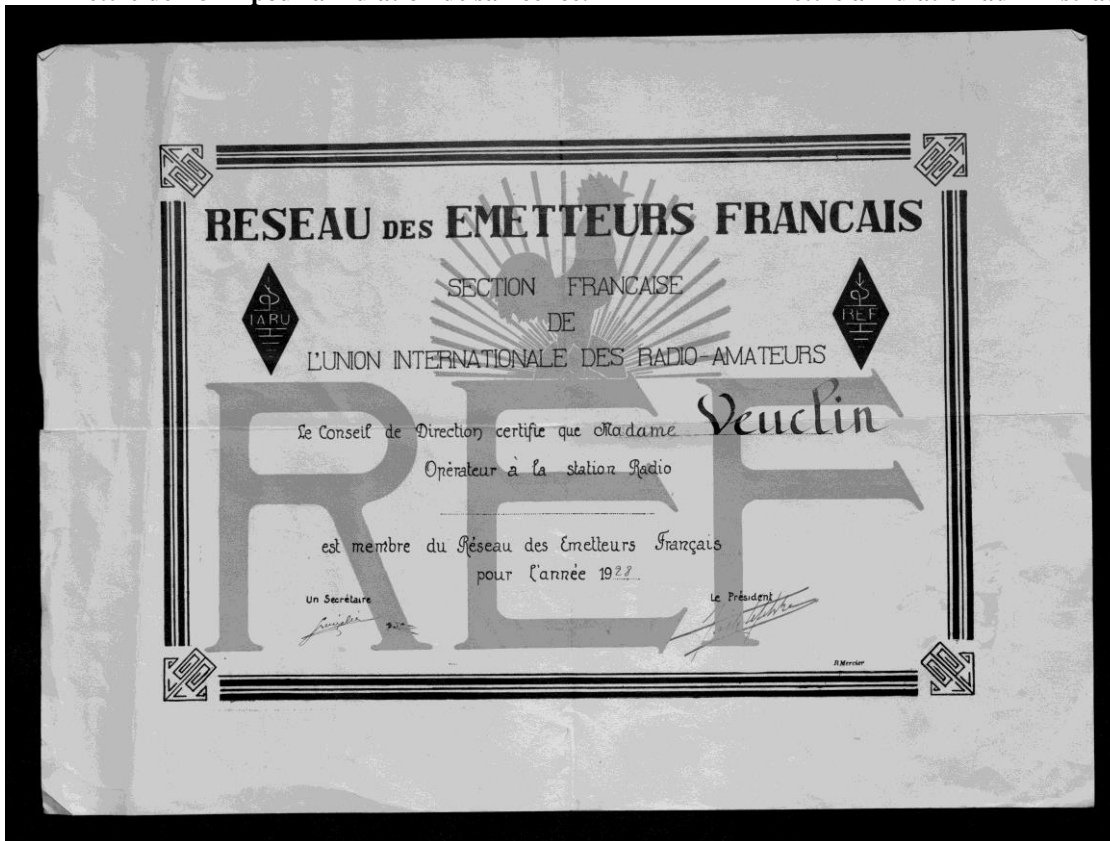 RESEAU DES EMETTEURS FRANCAIS
SECTION FRANCAISE
DE
L'UNION INTERNATIONALE DES RADIO-AMATEURS
IARU
REF
REF
Le Conseil de Direction certifie que Madame Veuclin
Opérateur à la station Radio
est membre du Réseau des Emetteurs Français
pour l'année 1928
Un Secrétaire
Le Président
R Mercier